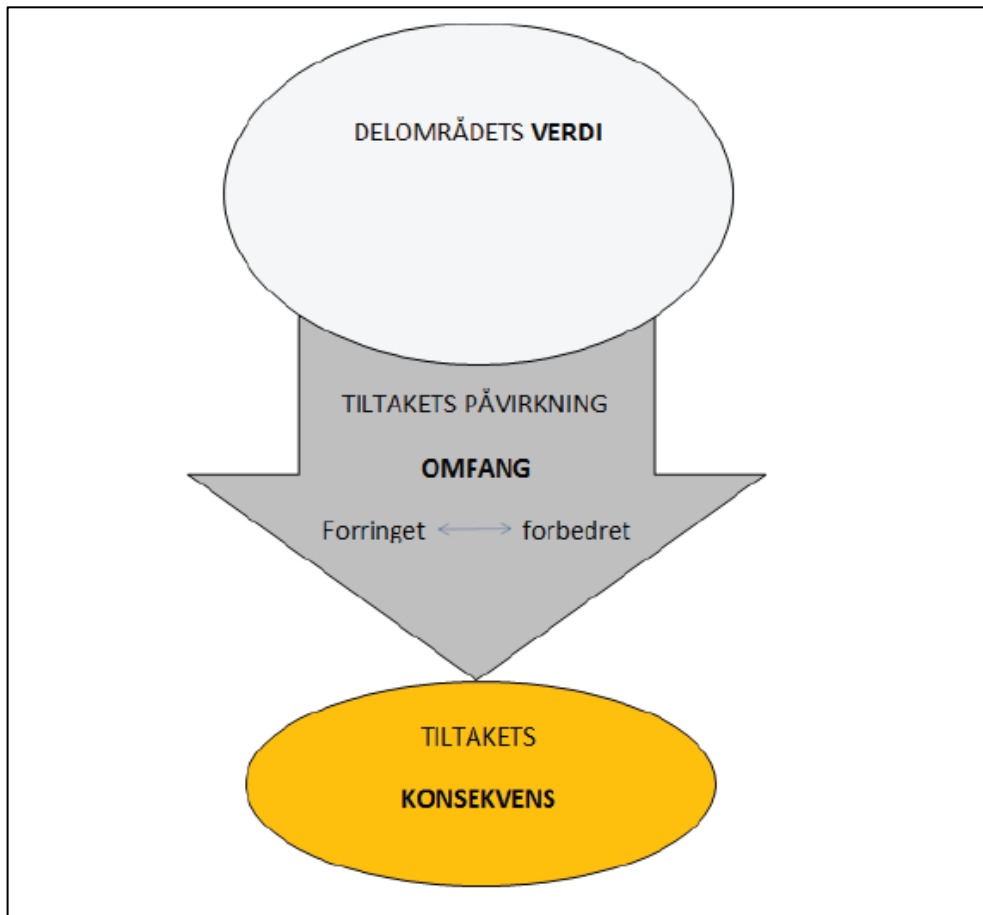 DELOMRÅDETS VERDI
TILTAKETS PÅVIRKNING
OMFANG
Forringet forbedret
TILTAKETS
KONSEKVENS